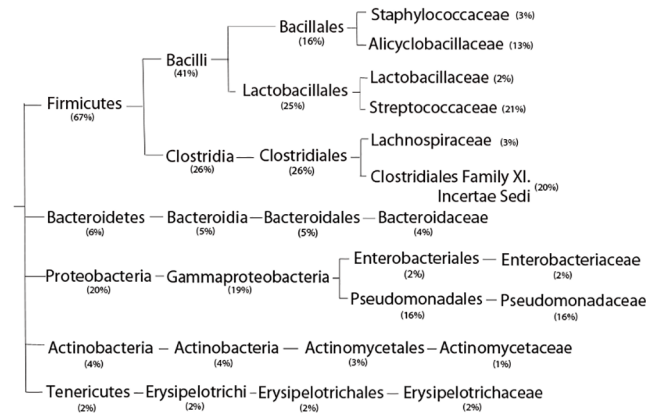 Staphylococcaceae (3%)
Bacillales
(16%)
Alicyclobacillaceae (13%)
Bacilli
(41%)
Lactobacillaceae (2%)
Lactobacillales
(25%)
Streptococcaceae (21%)
Firmicutes
(67%)
Lachnospiraceae (3%)
Clostridia
(26%)
Clostridiales
(26%)
Clostridiales Family XI.
Incertae Sedi (20%)
Bacteroidetes
(6%)
Bacteroidia
(5%)
Bacteroidales
(5%)
Bacteroidaceae
(4%)
Proteobacteria
(20%)
Gammaproteobacteria
(19%)
Enterobacteriales
(2%)
Enterobacteriaceae
(2%)
Pseudomonadales
(16%)
Pseudomonadaceae
(16%)
Actinobacteria
(4%)
Actinobacteria
(4%)
Actinomycetales
(3%)
Actinomycetaceae
(1%)
Tenericutes
(2%)
Erysipelotrichi
(2%)
Erysipelotrichales
(2%)
Erysipelotrichaceae
(2%)